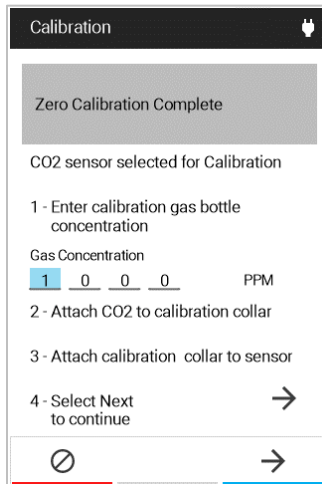 Calibration
Zero Calibration Complete
CO2 sensor selected for Calibration
1 - Enter calibration gas bottle
concentration
Gas Concentration
1 0 0 0 PPM
2 - Attach CO2 to calibration collar
3 - Attach calibration collar to sensor
4 - Select Next
to continue